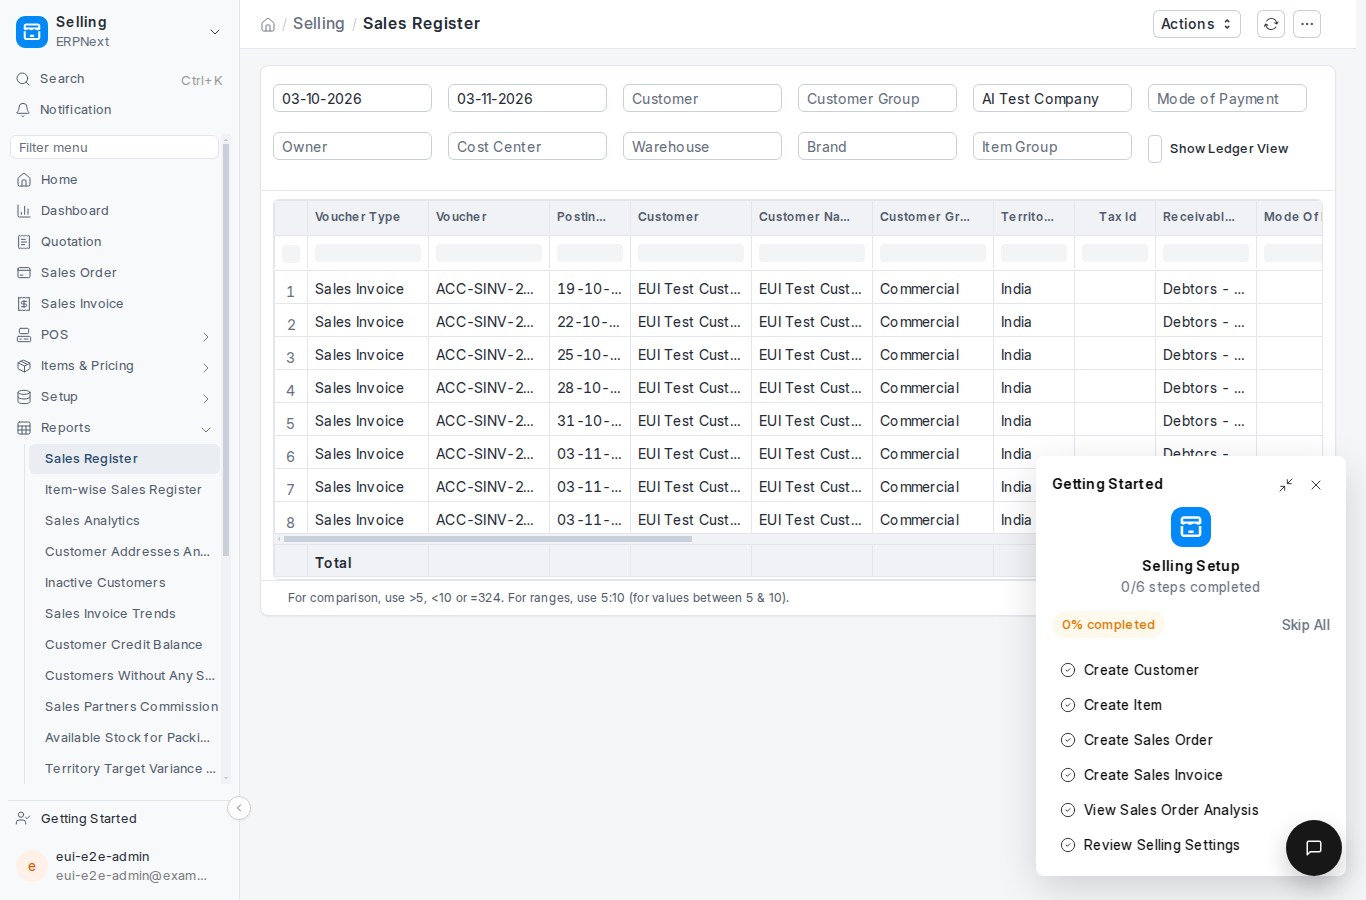 Selling
ERPNext
Search
Ctrl+K
Notification
Filter menu
Home
Dashboard
Quotation
Sales Order
Sales Invoice
POS
Items & Pricing
Setup
Reports
Sales Register
Item-wise Sales Register
Sales Analytics
Customer Addresses An...
Inactive Customers
Sales Invoice Trends
Customer Credit Balance
Customers Without Any S...
Sales Partners Commission
Available Stock for Packi...
Territory Target Variance ...
Getting Started
e
eui-e2e-admin
eui-e2e-admin@exam...
/ Selling / Sales Register
Actions
03-10-2026 03-11-2026 Customer Customer Group AI Test Company Mode of Payment
Owner Cost Center Warehouse Brand Item Group Show Ledger View
Voucher Type Voucher Postin... Customer Customer Na... Customer Gr... Territo... Tax Id Receivabl... Mode Of
1 Sales Invoice ACC-SINV-2... 19-10-... EUI Test Cust... EUI Test Cust... Commercial India Debtors - ...
2 Sales Invoice ACC-SINV-2... 22-10-... EUI Test Cust... EUI Test Cust... Commercial India Debtors - ...
3 Sales Invoice ACC-SINV-2... 25-10-... EUI Test Cust... EUI Test Cust... Commercial India Debtors - ...
4 Sales Invoice ACC-SINV-2... 28-10-... EUI Test Cust... EUI Test Cust... Commercial India Debtors - ...
5 Sales Invoice ACC-SINV-2... 31-10-... EUI Test Cust... EUI Test Cust... Commercial India Debtors - ...
6 Sales Invoice ACC-SINV-2... 03-11-... EUI Test Cust... EUI Test Cust... Commercial India Debtors - ...
7 Sales Invoice ACC-SINV-2... 03-11-... EUI Test Cust... EUI Test Cust... Commercial India
8 Sales Invoice ACC-SINV-2... 03-11-... EUI Test Cust... EUI Test Cust... Commercial India
Total
For comparison, use >5, <10 or =324. For ranges, use 5:10 (for values between 5 & 10).
Getting Started
Selling Setup
0/6 steps completed
0% completed
Skip All
Create Customer
Create Item
Create Sales Order
Create Sales Invoice
View Sales Order Analysis
Review Selling Settings